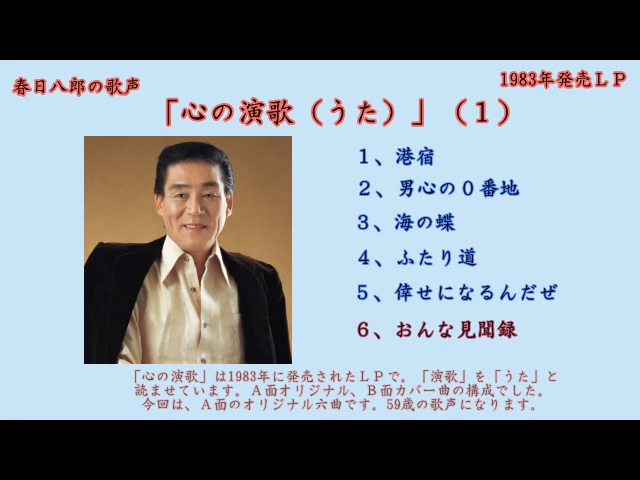 春日八郎の歌声
1983年発売ＬＰ
「心の演歌（うた）」（１）
１、港宿
２、男心の０番地
３、海の蝶
４、ふたり道
５、倖せになるんだぜ
６、おんな見聞録
「心の演歌」は1983年に発売されたＬＰで。「演歌」を「うた」と
読ませています。Ａ面オリジナル、Ｂ面カバー曲の構成でした。
今回は、Ａ面のオリジナル六曲です。59歳の歌声になります。